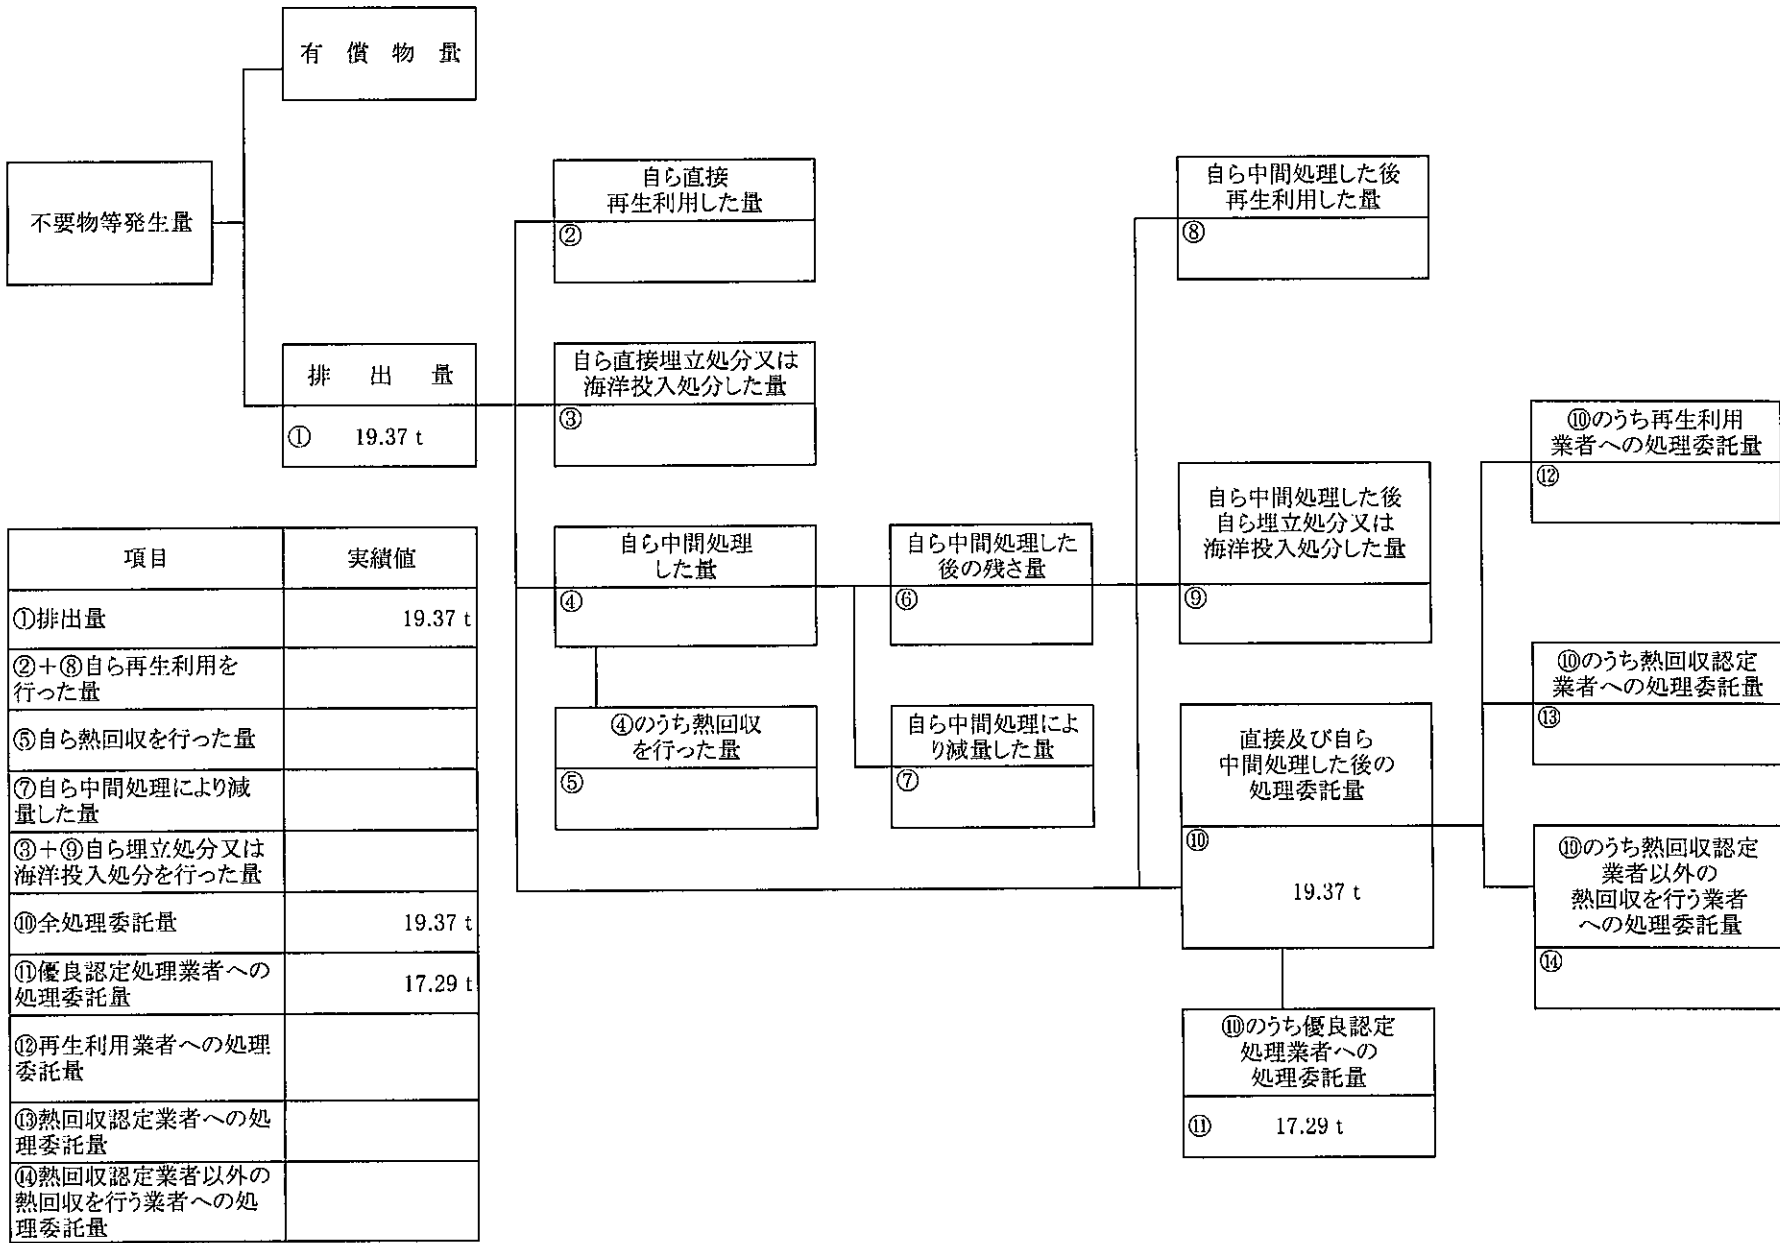 有償物量
不要物等発生量
排出量
① 19.37 t
自ら直接
再生利用した量
②
自ら直接埋立処分又は
海洋投入処分した量
③
自ら中間処理
した量
④
④のうち熱回収
を行った量
⑤
自ら中間処理した
後の残さ量
⑥
自ら中間処理によ
り減量した量
⑦
自ら中間処理した後
再生利用した量
⑧
自ら中間処理した後
自ら埋立処分又は
海洋投入処分した量
⑨
直接及び自ら
中間処理した後の
処理委託量
⑩
19.37 t
⑩のうち優良認定
処理業者への
処理委託量
⑪ 17.29 t
⑩のうち再生利用
業者への処理委託量
⑫
⑩のうち熱回収認定
業者への処理委託量
⑬
⑩のうち熱回収認定
業者以外の
熱回収を行う業者
への処理委託量
⑭
項目 実績値
①排出量 19.37 t
②+⑧自ら再生利用を
行った量
⑤自ら熱回収を行った量
⑦自ら中間処理により減
量した量
③+⑨自ら埋立処分又は
海洋投入処分を行った量
⑩全処理委託量 19.37 t
⑪優良認定処理業者への
処理委託量 17.29 t
⑫再生利用業者への処理
委託量
⑬熱回収認定業者への処
理委託量
⑭熱回収認定業者以外の
熱回収を行う業者への処
理委託量